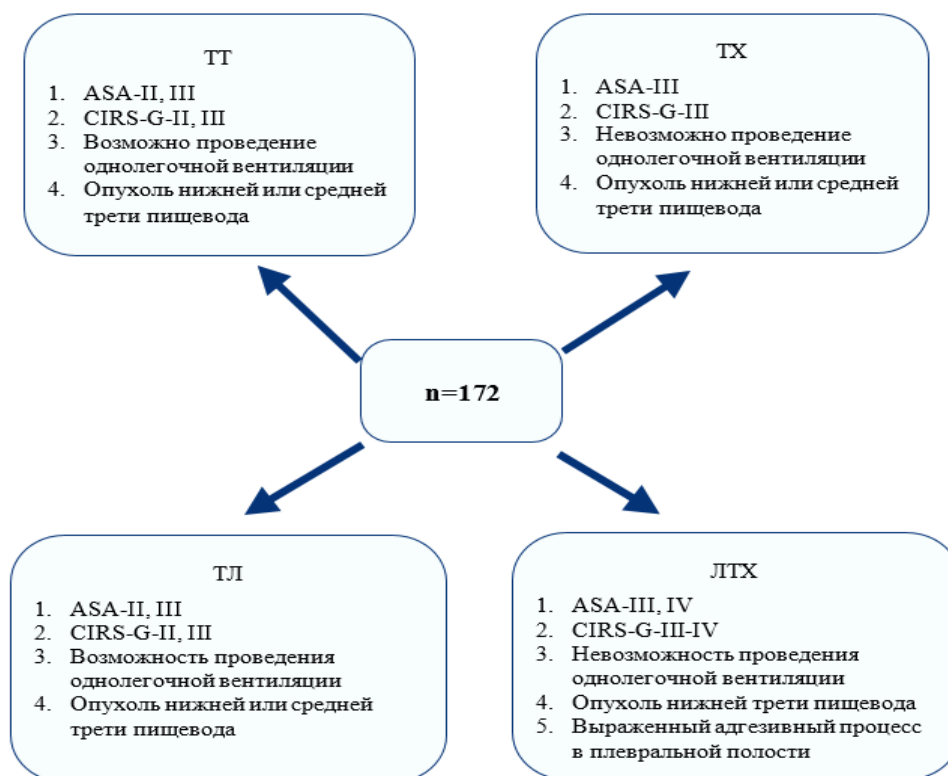 ТТ
1. ASA-II, III
2. CIRS-G-II, III
3. Возможно проведение
однолегочной вентиляции
4. Опухоль нижней или средней
трети пищевода
ТХ
1. ASA-III
2. CIRS-G-III
3. Невозможно проведение
однолегочной вентиляции
4. Опухоль нижней или средней
трети пищевода
n=172
ТЛ
1. ASA-II, III
2. CIRS-G-II, III
3. Возможность проведения
однолегочной вентиляции
4. Опухоль нижней или средней
трети пищевода
ЛТХ
1. ASA-III, IV
2. CIRS-G-III-IV
3. Невозможность проведения
однолегочной вентиляции
4. Опухоль нижней трети пищевода
5. Выраженный адгезивный процесс
в плевральной полости